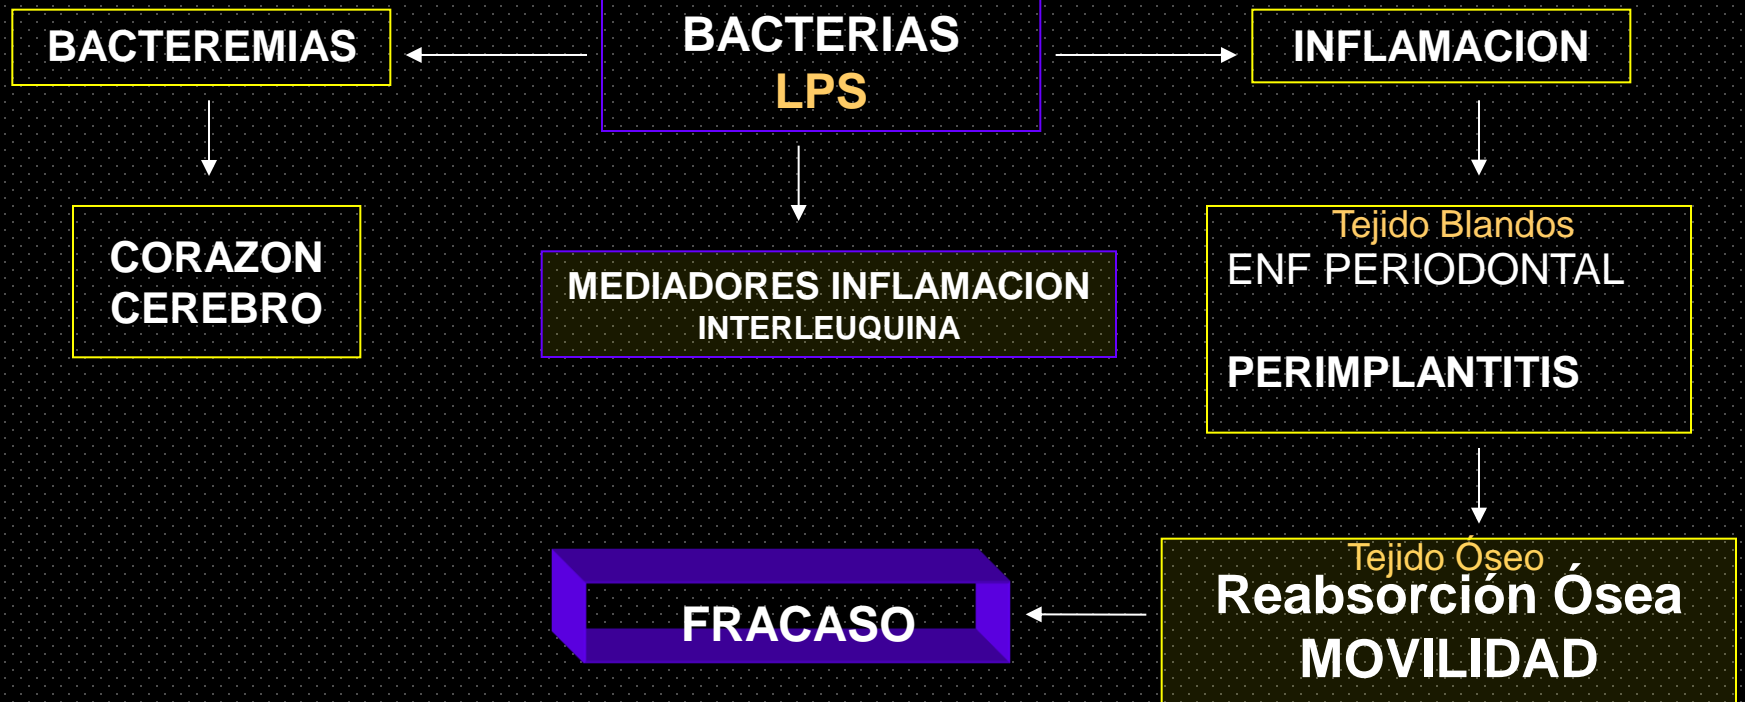 BACTEREMIAS
BACTERIAS
LPS
INFLAMACION
CORAZON
CEREBRO
MEDIADORES INFLAMACION
INTERLEUQUINA
Tejido Blandos
ENF PERIODONTAL
PERIMPLANTITIS
FRACASO
Tejido Óseo
Reabsorción Ósea
MOVILIDAD